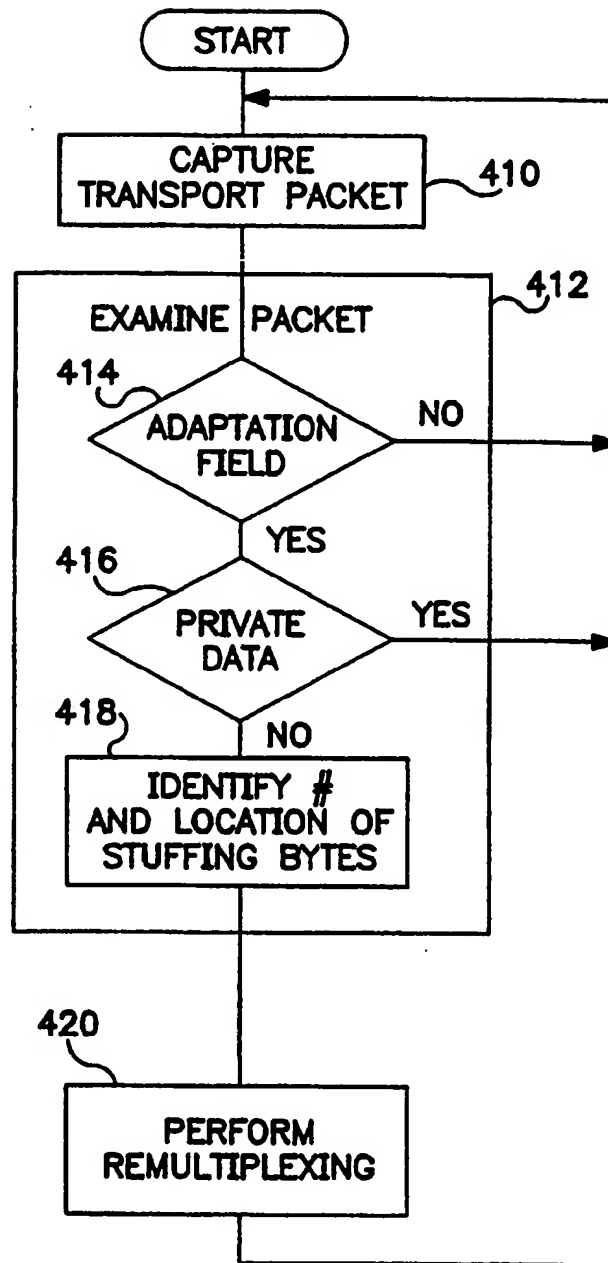 START
CAPTURE
TRANSPORT PACKET
410
412
EXAMINE PACKET
414
ADAPTATION
FIELD
NO
YES
416
PRIVATE
DATA
YES
418
NO
IDENTIFY #
AND LOCATION OF
STUFFING BYTES
420
PERFORM
REMULTIPLEXING